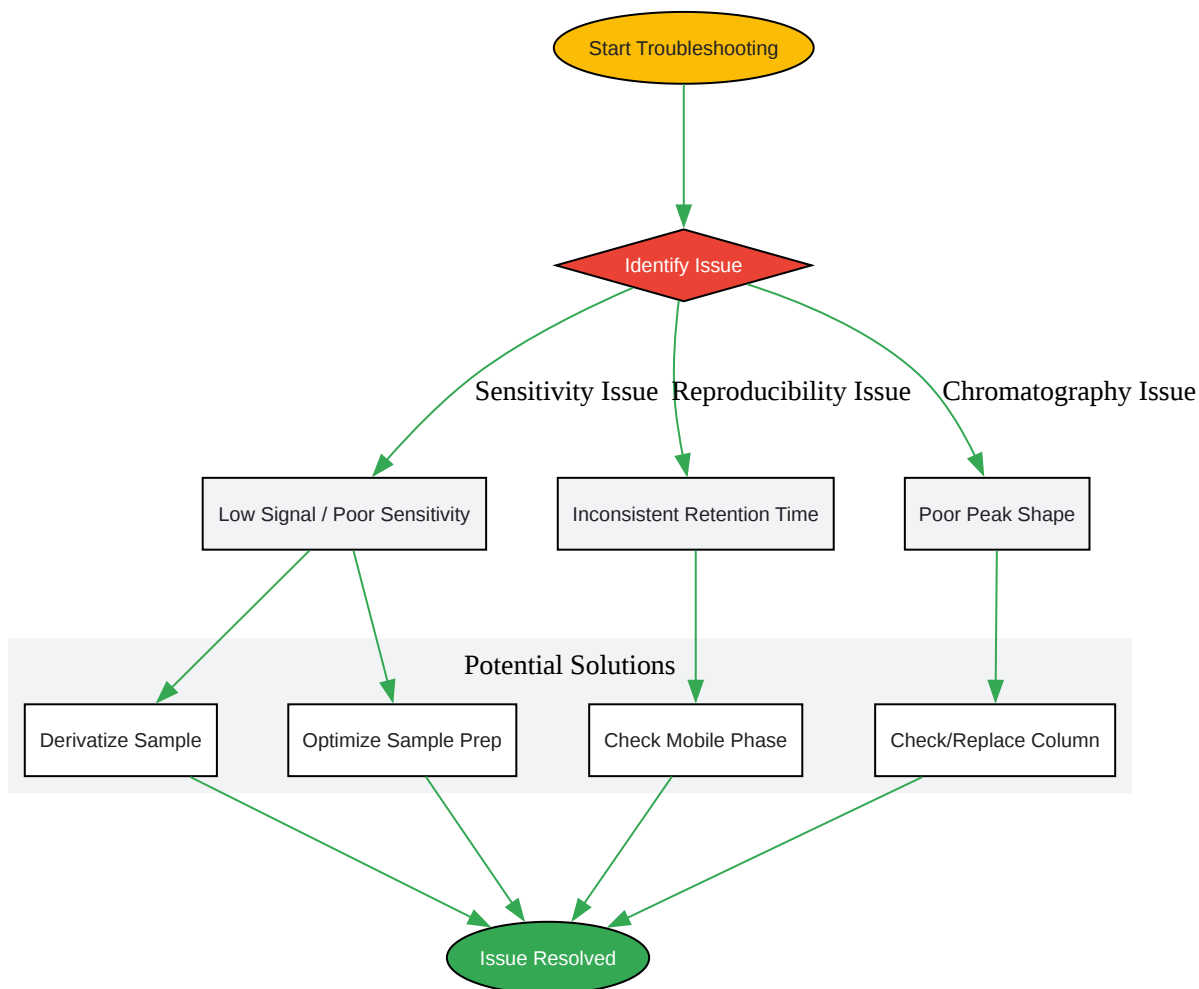 Start Troubleshooting
Identify Issue
Sensitivity Issue
Reproducibility Issue
Chromatography Issue
Low Signal / Poor Sensitivity
Inconsistent Retention Time
Poor Peak Shape
Potential Solutions
Derivatize Sample
Optimize Sample Prep
Check Mobile Phase
Check/Replace Column
Issue Resolved